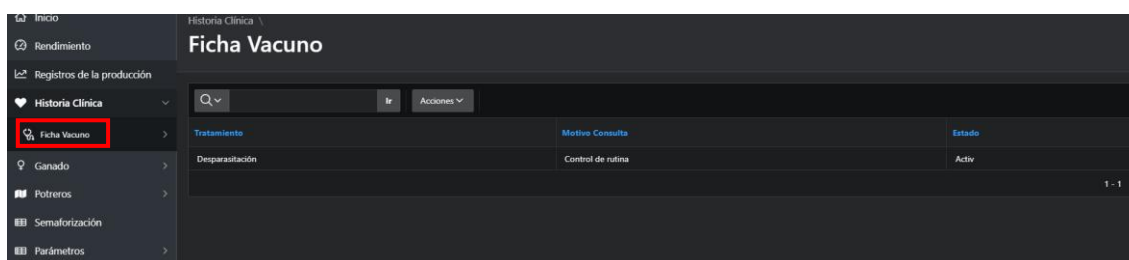 Inicio
Rendimiento
Registros de la producción
Historia Clínica
Ficha Vacuno
Ganado
Potreros
Semaforización
Parámetros
Historia Clínica \
Ficha Vacuno
Ir Acciones
Tratamiento Motivo Consulta Estado
Desparasitación Control de rutina Activ
1 - 1